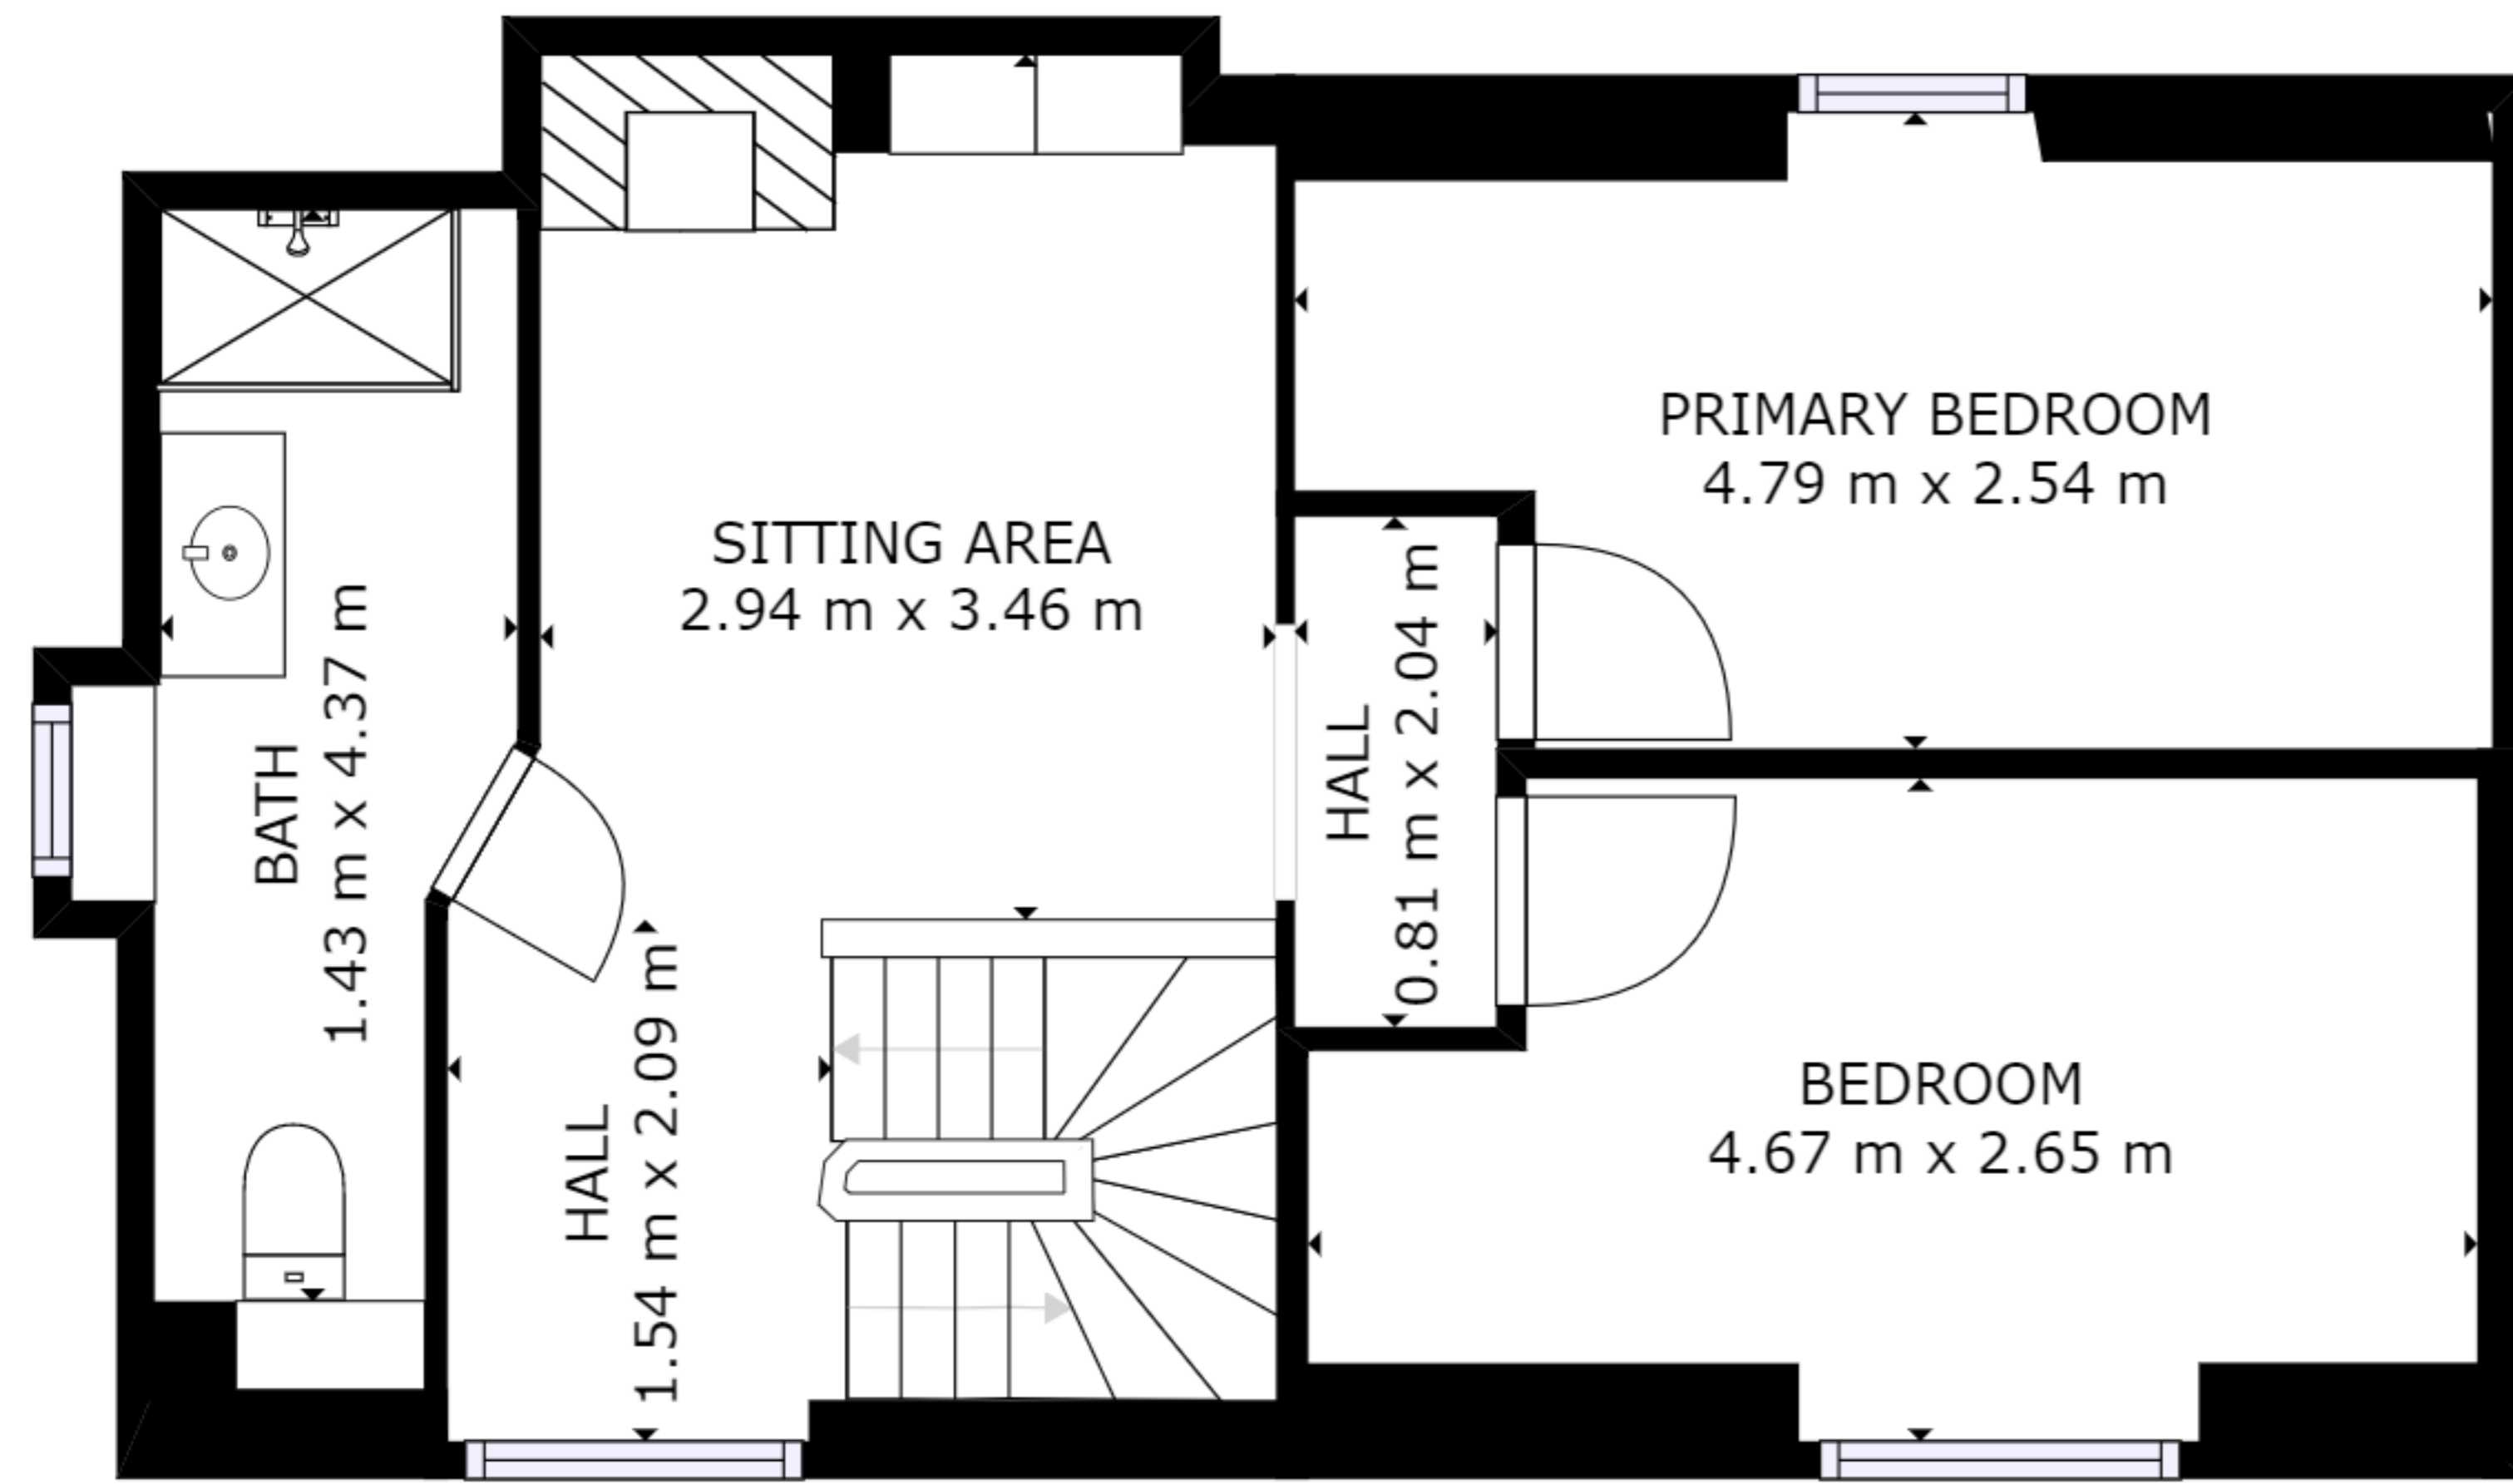 PRIMARY BEDROOM
4.79 m x 2.54 m
SITTING AREA
2.94 m x 3.46 m
HALL
0.81 m x 2.04 m
BATH
1.43 m x 4.37 m
HALL
1.54 m x 2.09 m
BEDROOM
4.67 m x 2.65 m